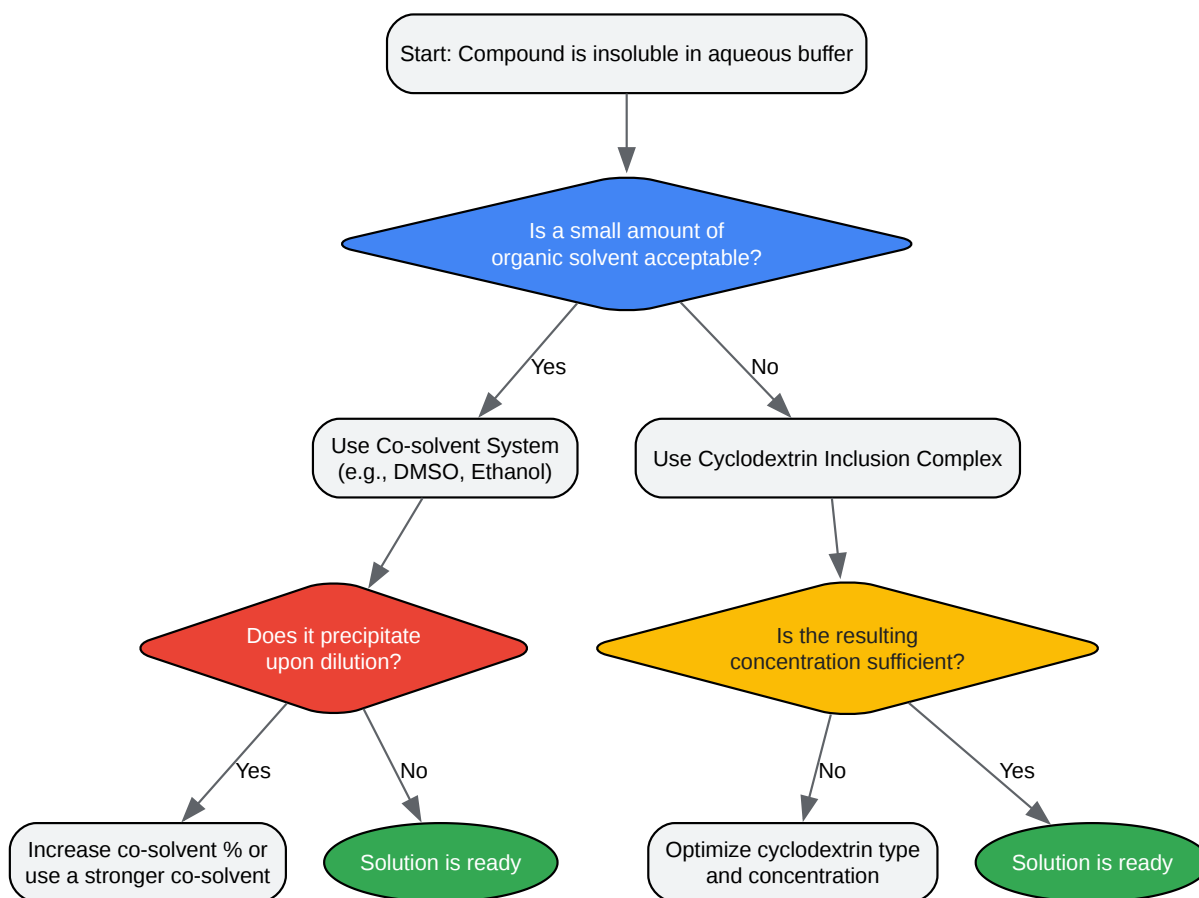 Start: Compound is insoluble in aqueous buffer
Is a small amount of
organic solvent acceptable?
Yes
No
Use Co-solvent System
(e.g., DMSO, Ethanol)
Use Cyclodextrin Inclusion Complex
Does it precipitate
upon dilution?
Is the resulting
concentration sufficient?
Yes
No
No
Yes
Increase co-solvent % or
use a stronger co-solvent
Solution is ready
Optimize cyclodextrin type
and concentration
Solution is ready